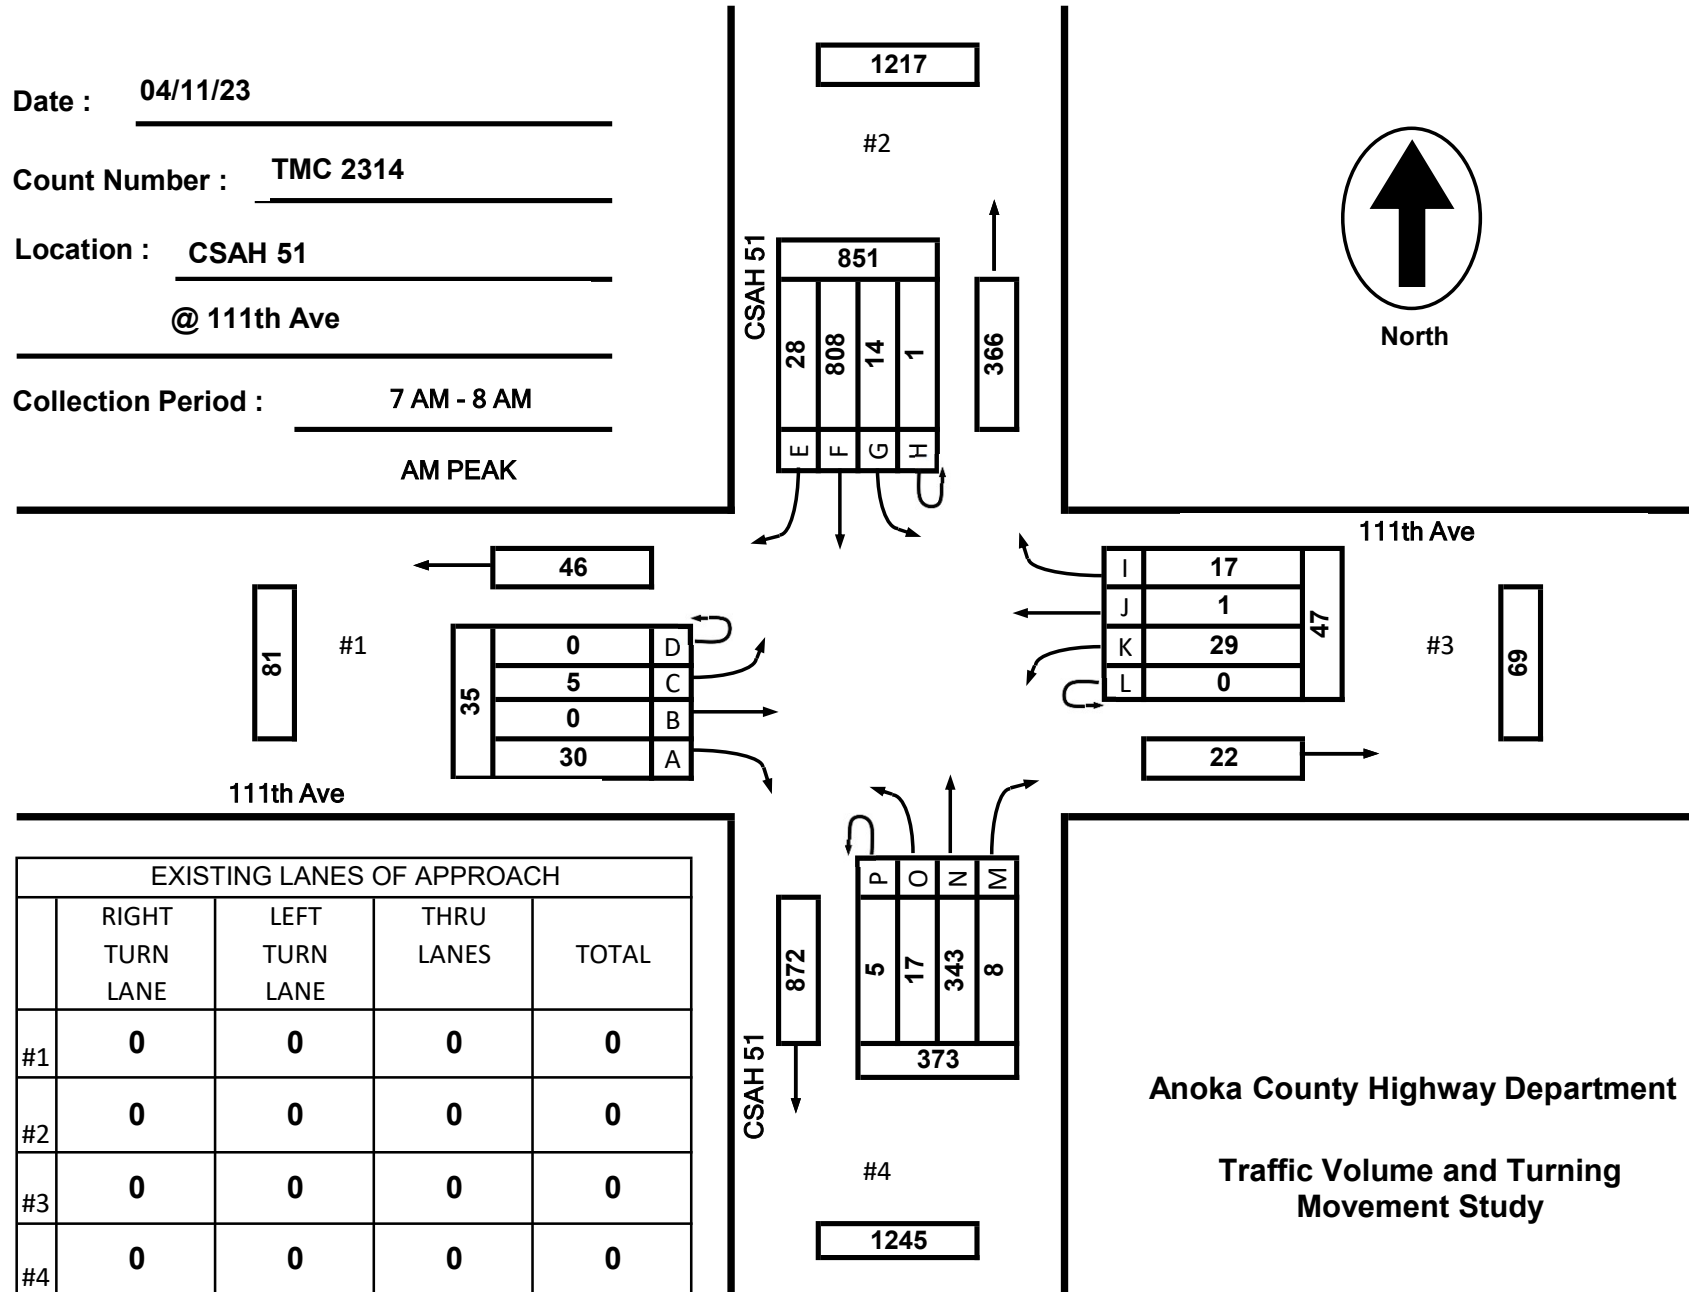 Date : 04/11/23
Count Number : TMC 2314
Location : CSAH 51
@ 111th Ave
Collection Period : 7 AM - 8 AM
AM PEAK
1217
#2
CSAH 51
851
28 808 14 1
E F G H
366
North
111th Ave
46
81
#1
35
0 D
5 C
0 B
30 A
111th Ave
I 17
J 1
K 29
L 0
47
#3
69
22
P O N M
5 17 343 8
373
872
CSAH 51
#4
1245
EXISTING LANES OF APPROACH
RIGHT TURN LANE LEFT TURN LANE THRU LANES TOTAL
#1 0 0 0 0
#2 0 0 0 0
#3 0 0 0 0
#4 0 0 0 0
Anoka County Highway Department
Traffic Volume and Turning
Movement Study